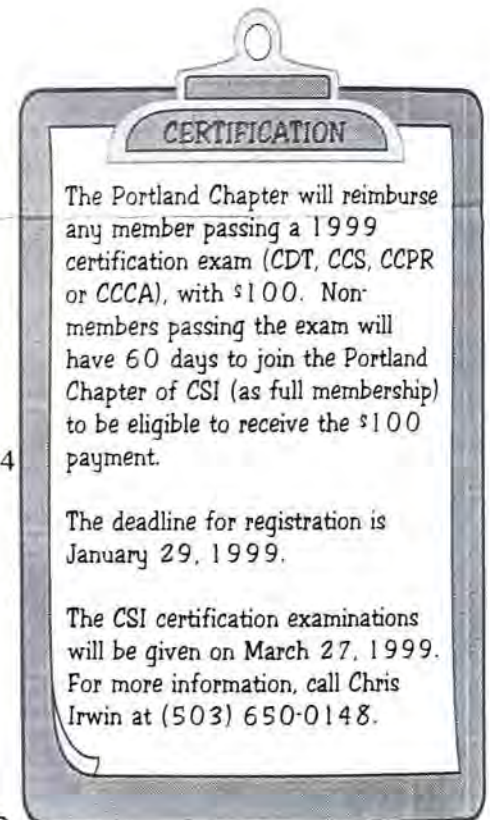 CERTIFICATION
The Portland Chapter will reimburse
any member passing a 1999
certification exam (CDT, CCS, CCPR
or CCCA), with $100. Non-
members passing the exam will
have 60 days to join the Portland
Chapter of CSI (as full membership)
to be eligible to receive the $100
payment.
4
The deadline for registration is
January 29, 1999.
The CSI certification examinations
will be given on March 27, 1999.
For more information, call Chris
Irwin at (503) 650-0148.